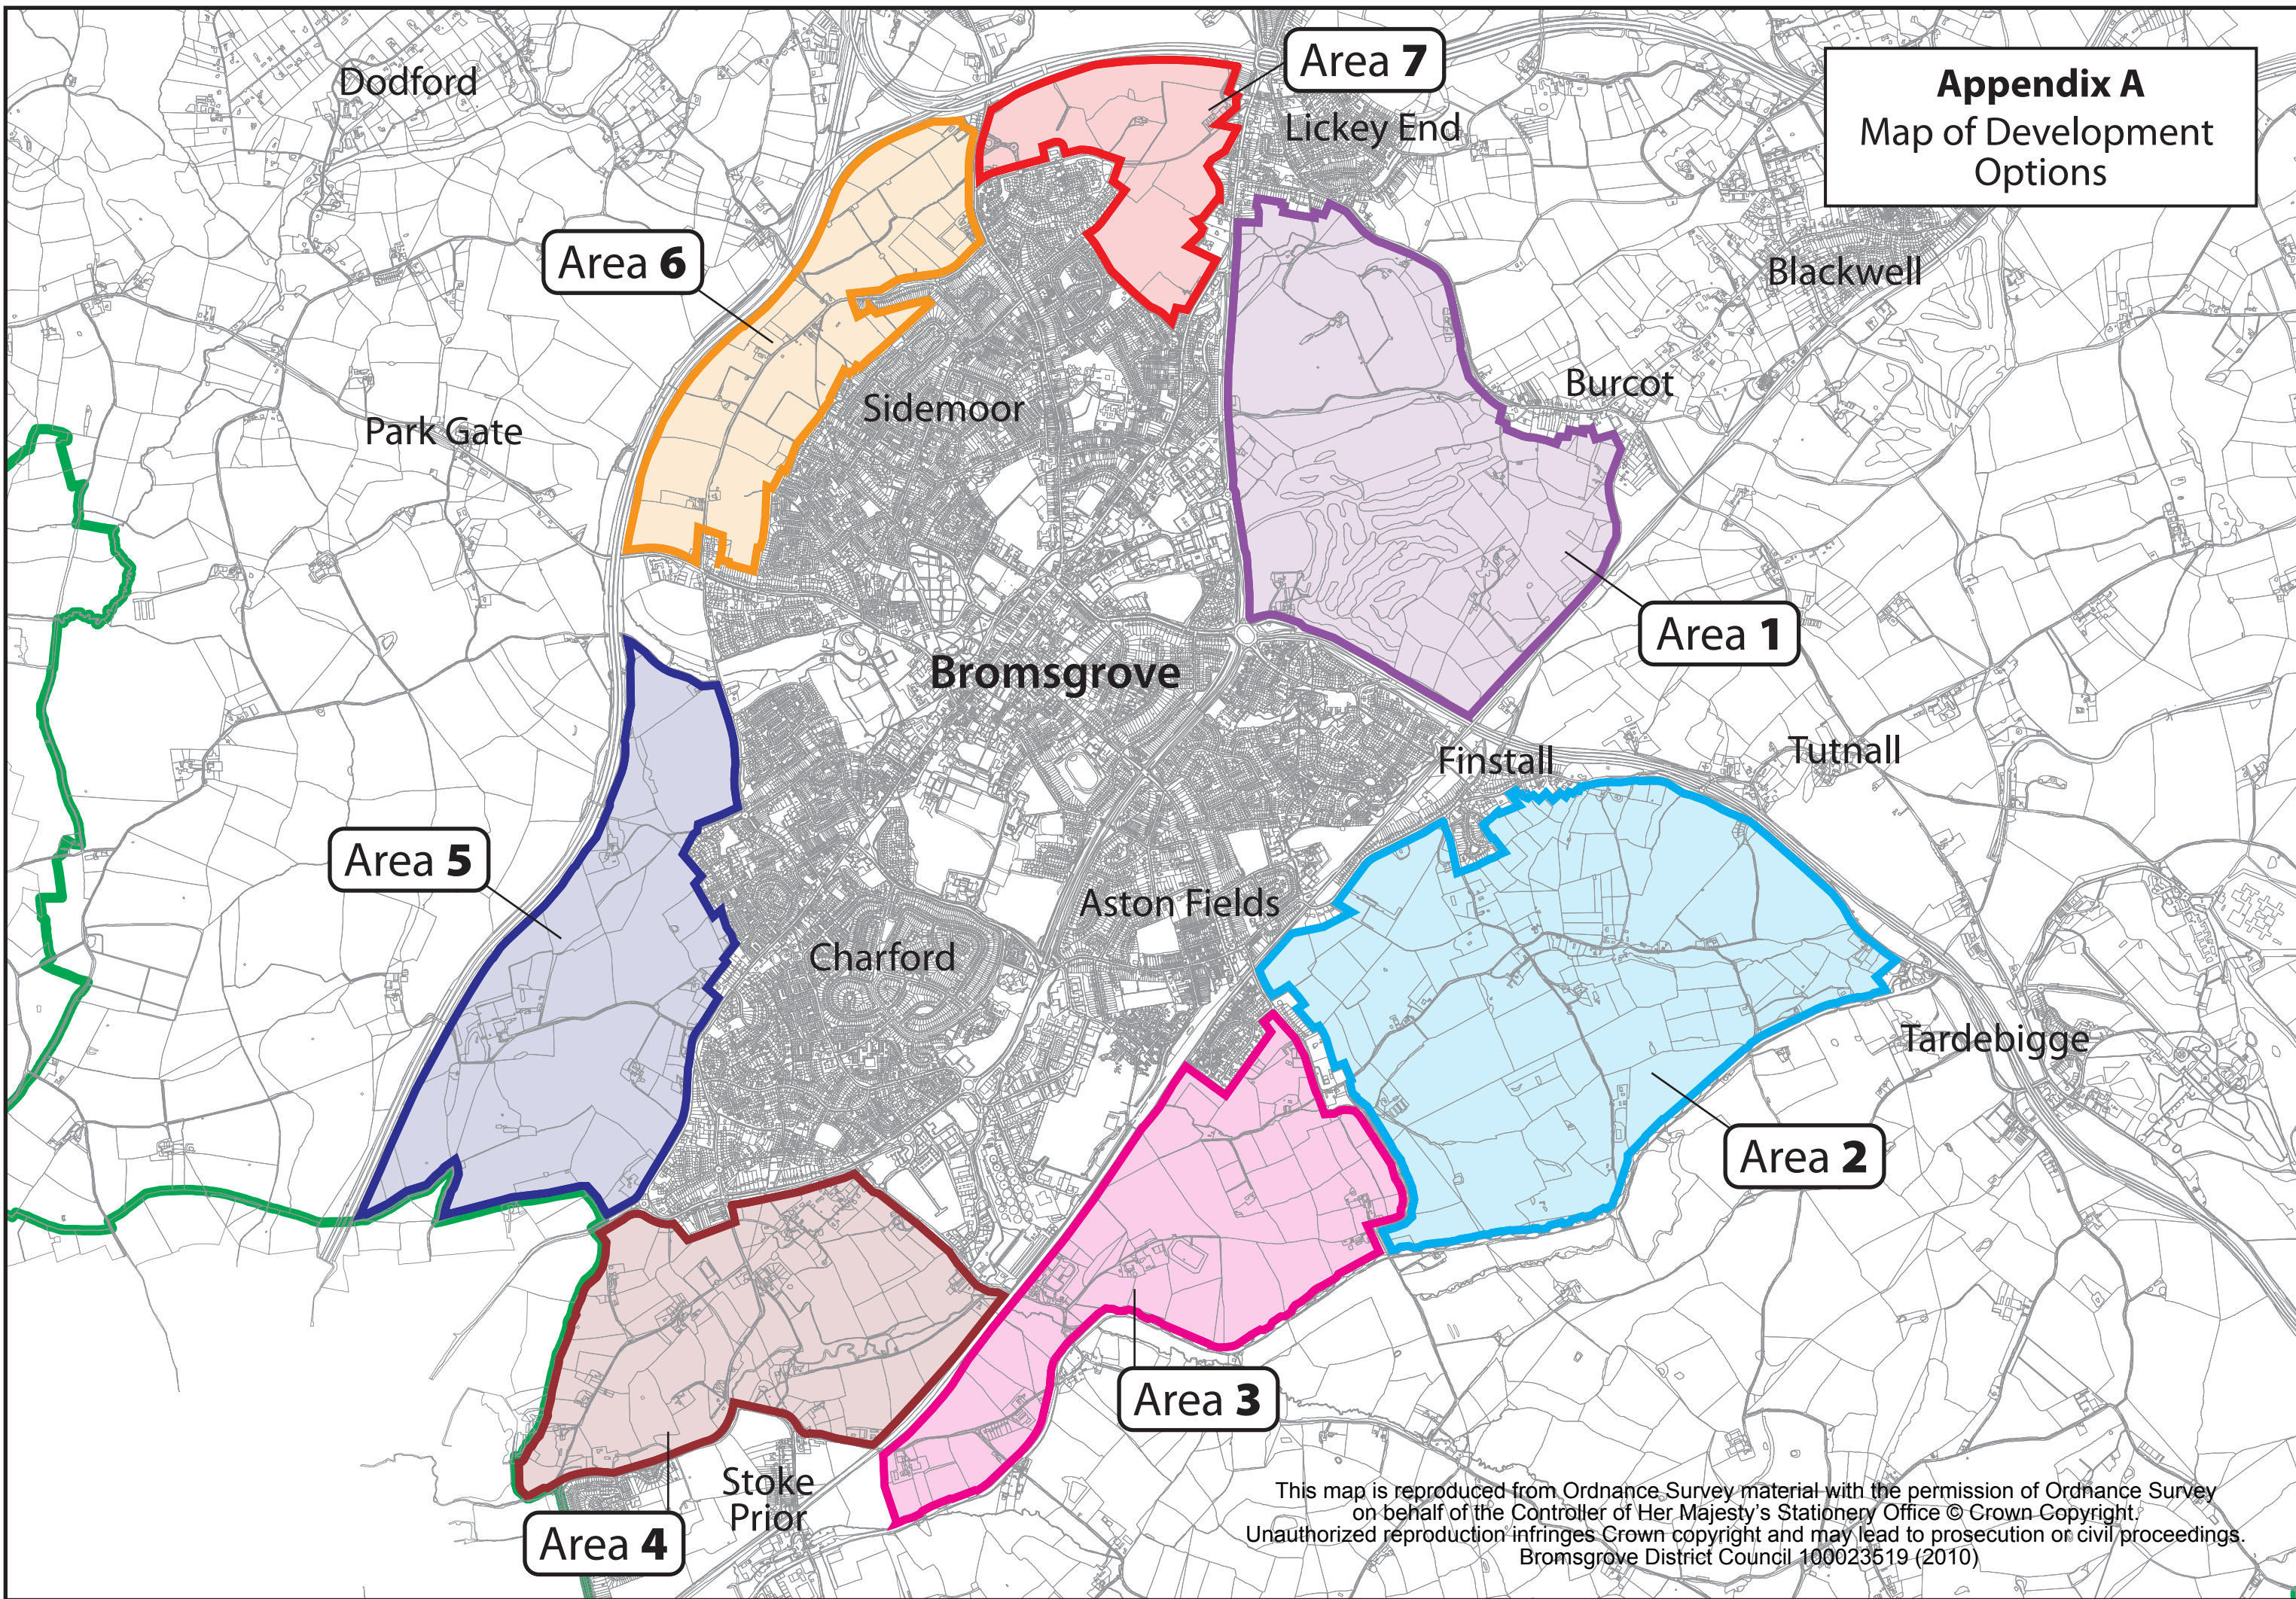 Appendix A
Map of Development
Options
Dodford
Area 7
Lickey End
Area 6
Blackwell
Burcot
Sidemoor
Park Gate
Area 1
Bromsgrove
Finstall
Tutnall
Area 5
Aston Fields
Charford
Tardebigge
Area 2
Area 3
Stoke
Prior
Area 4
This map is reproduced from Ordnance Survey material with the permission of Ordnance Survey
on behalf of the Controller of Her Majesty's Stationery Office © Crown Copyright.
Unauthorized reproduction infringes Crown copyright and may lead to prosecution or civil proceedings.
Bromsgrove District Council 100023519 (2010)